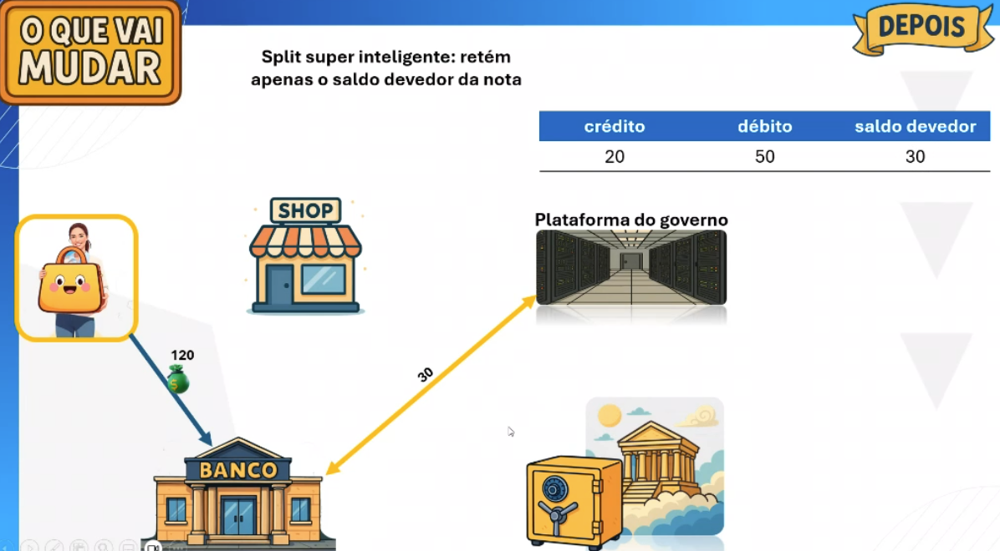 O QUE VAI
MUDAR
DEPOIS
Split super inteligente: retém
apenas o saldo devedor da nota
crédito débito saldo devedor
20 50 30
SHOP
Plataforma do governo
120
$
30
BANCO